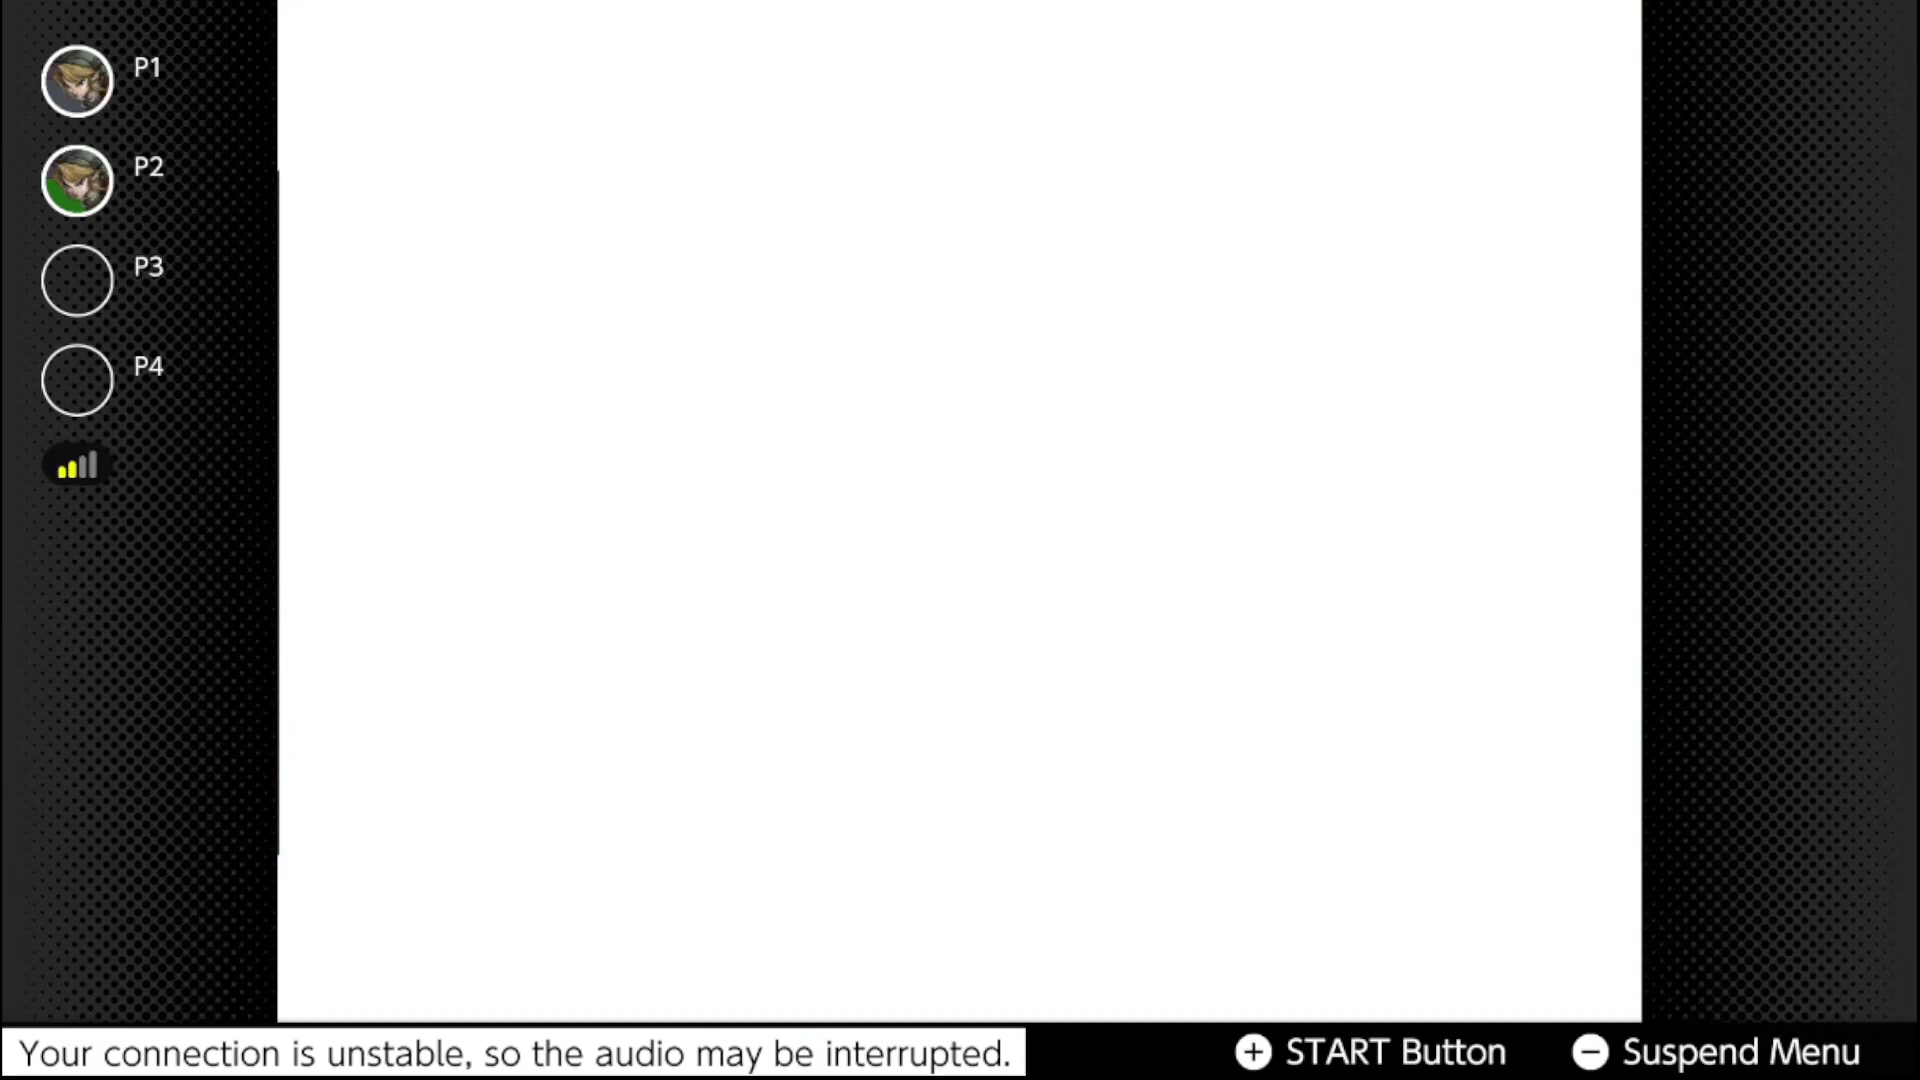 P1
P2
P3
P4
Your connection is unstable, so the audio may be interrupted.
START Button
Suspend Menu